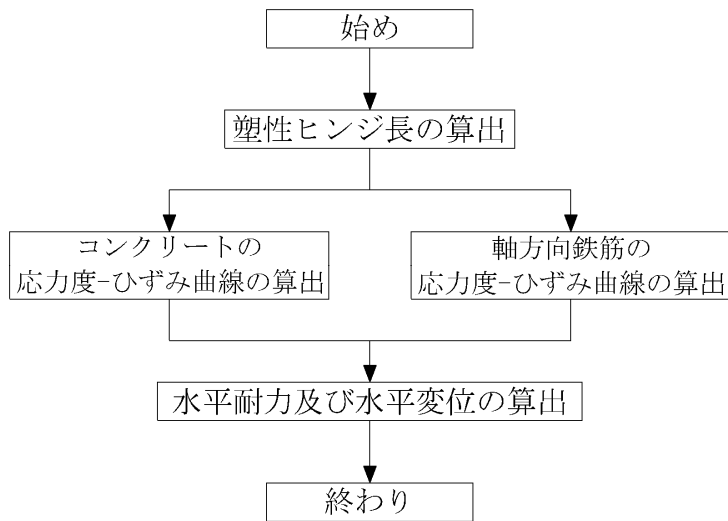 始め
塑性ヒンジ長の算出
コンクリートの
応力度-ひずみ曲線の算出
軸方向鉄筋の
応力度-ひずみ曲線の算出
水平耐力及び水平変位の算出
終わり